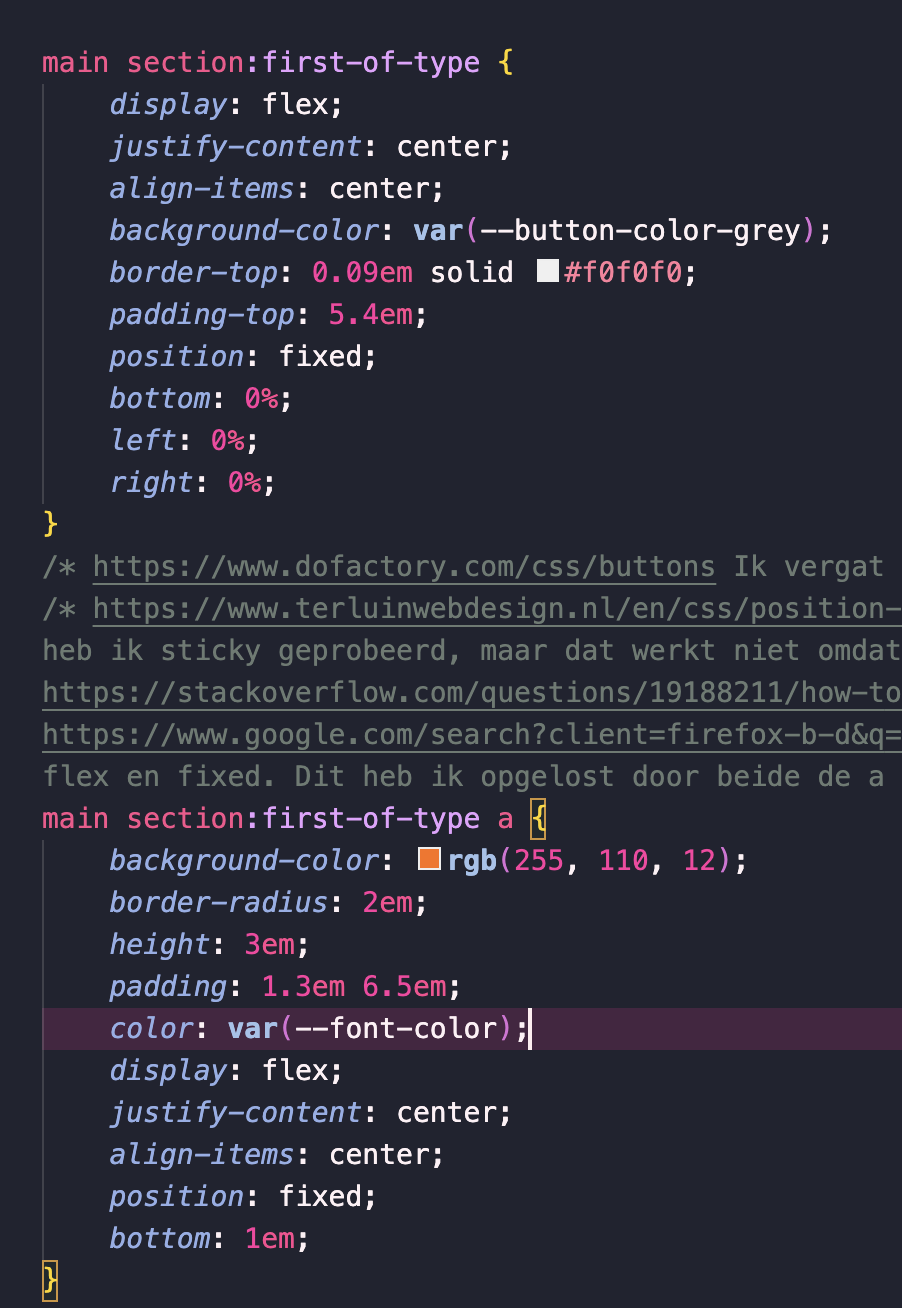 main section:first-of-type {
    display: flex;
    justify-content: center;
    align-items: center;
    background-color: var(--button-color-grey);
    border-top: 0.09em solid #f0f0f0;
    padding-top: 5.4em;
    position: fixed;
    bottom: 0%;
    left: 0%;
    right: 0%;
}
/* https://www.dofactory.com/css/buttons Ik vergat
/* https://www.terluinwebdesign.nl/en/css/position-
heb ik sticky geprobeerd, maar dat werkt niet omdat
https://stackoverflow.com/questions/19188211/how-to
https://www.google.com/search?client=firefox-b-d&q=
flex en fixed. Dit heb ik opgelost door beide de a
main section:first-of-type a {
    background-color: rgb(255, 110, 12);
    border-radius: 2em;
    height: 3em;
    padding: 1.3em 6.5em;
    color: var(--font-color);
    display: flex;
    justify-content: center;
    align-items: center;
    position: fixed;
    bottom: 1em;
}